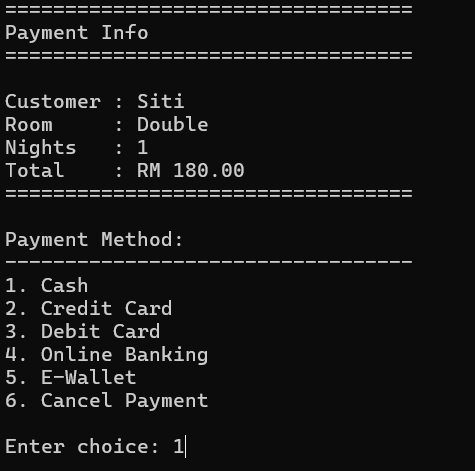 ==================================
Payment Info
==================================
Customer : Siti
Room     : Double
Nights   : 1
Total    : RM 180.00
==================================
Payment Method:
----------------------------------
1. Cash
2. Credit Card
3. Debit Card
4. Online Banking
5. E-Wallet
6. Cancel Payment
Enter choice: 1